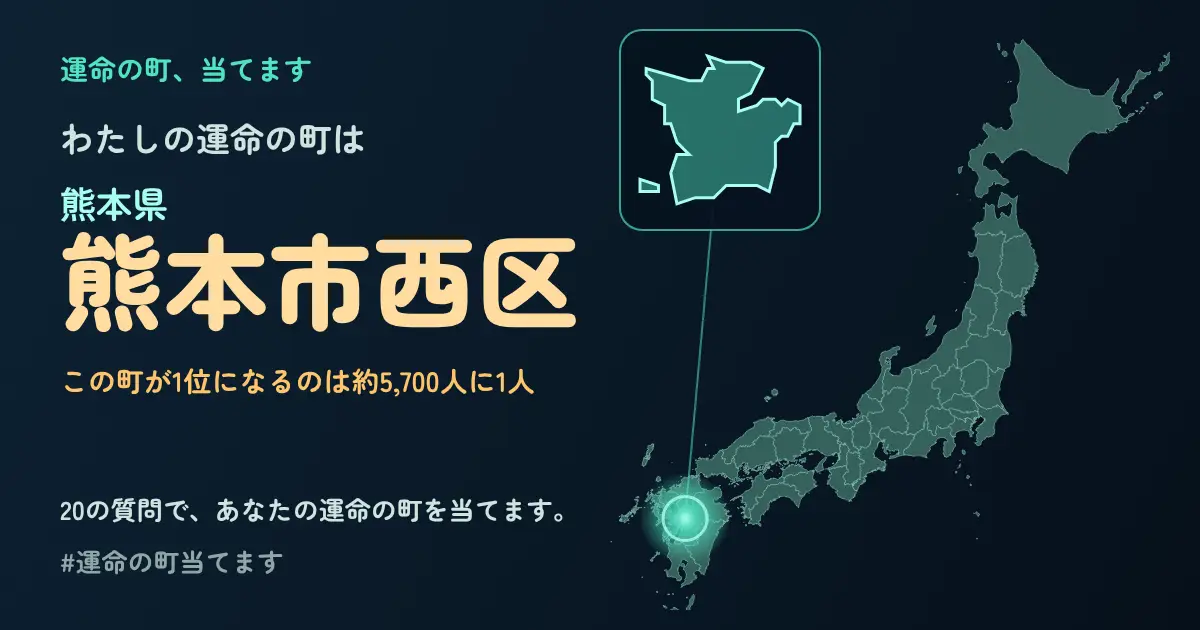 運命の町、当てます
わたしの運命の町は
熊本県
熊本市西区
この町が1位になるのは約5,700人に1人
20の質問で、あなたの運命の町を当てます。
#運命の町当てます